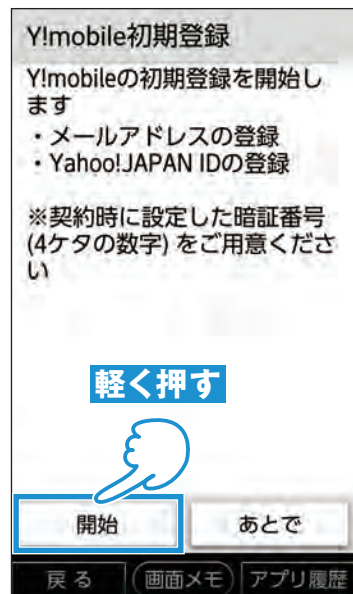 Y!mobile初期登録
Y!mobileの初期登録を開始し
ます
・メールアドレスの登録
・Yahoo!JAPAN IDの登録
※契約時に設定した暗証番号
(4ケタの数字) をご用意くださ
い
軽く押す
開始 あとで
戻る 画面メモ アプリ履歴